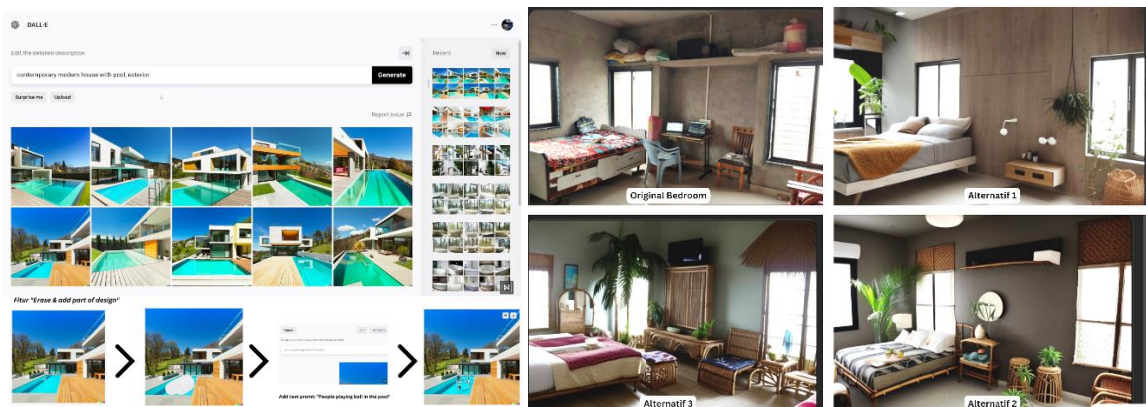 DALL·E
Edit the detailed description
contemporary modern house with pool, exterior
Generate
Surprise me
Upload
Report issue
Recent
New
Fitur "Erase & add part of design"
Add text promt: "People playing ball in the pool"
Original Bedroom
Alternatif 1
Alternatif 3
Alternatif 2